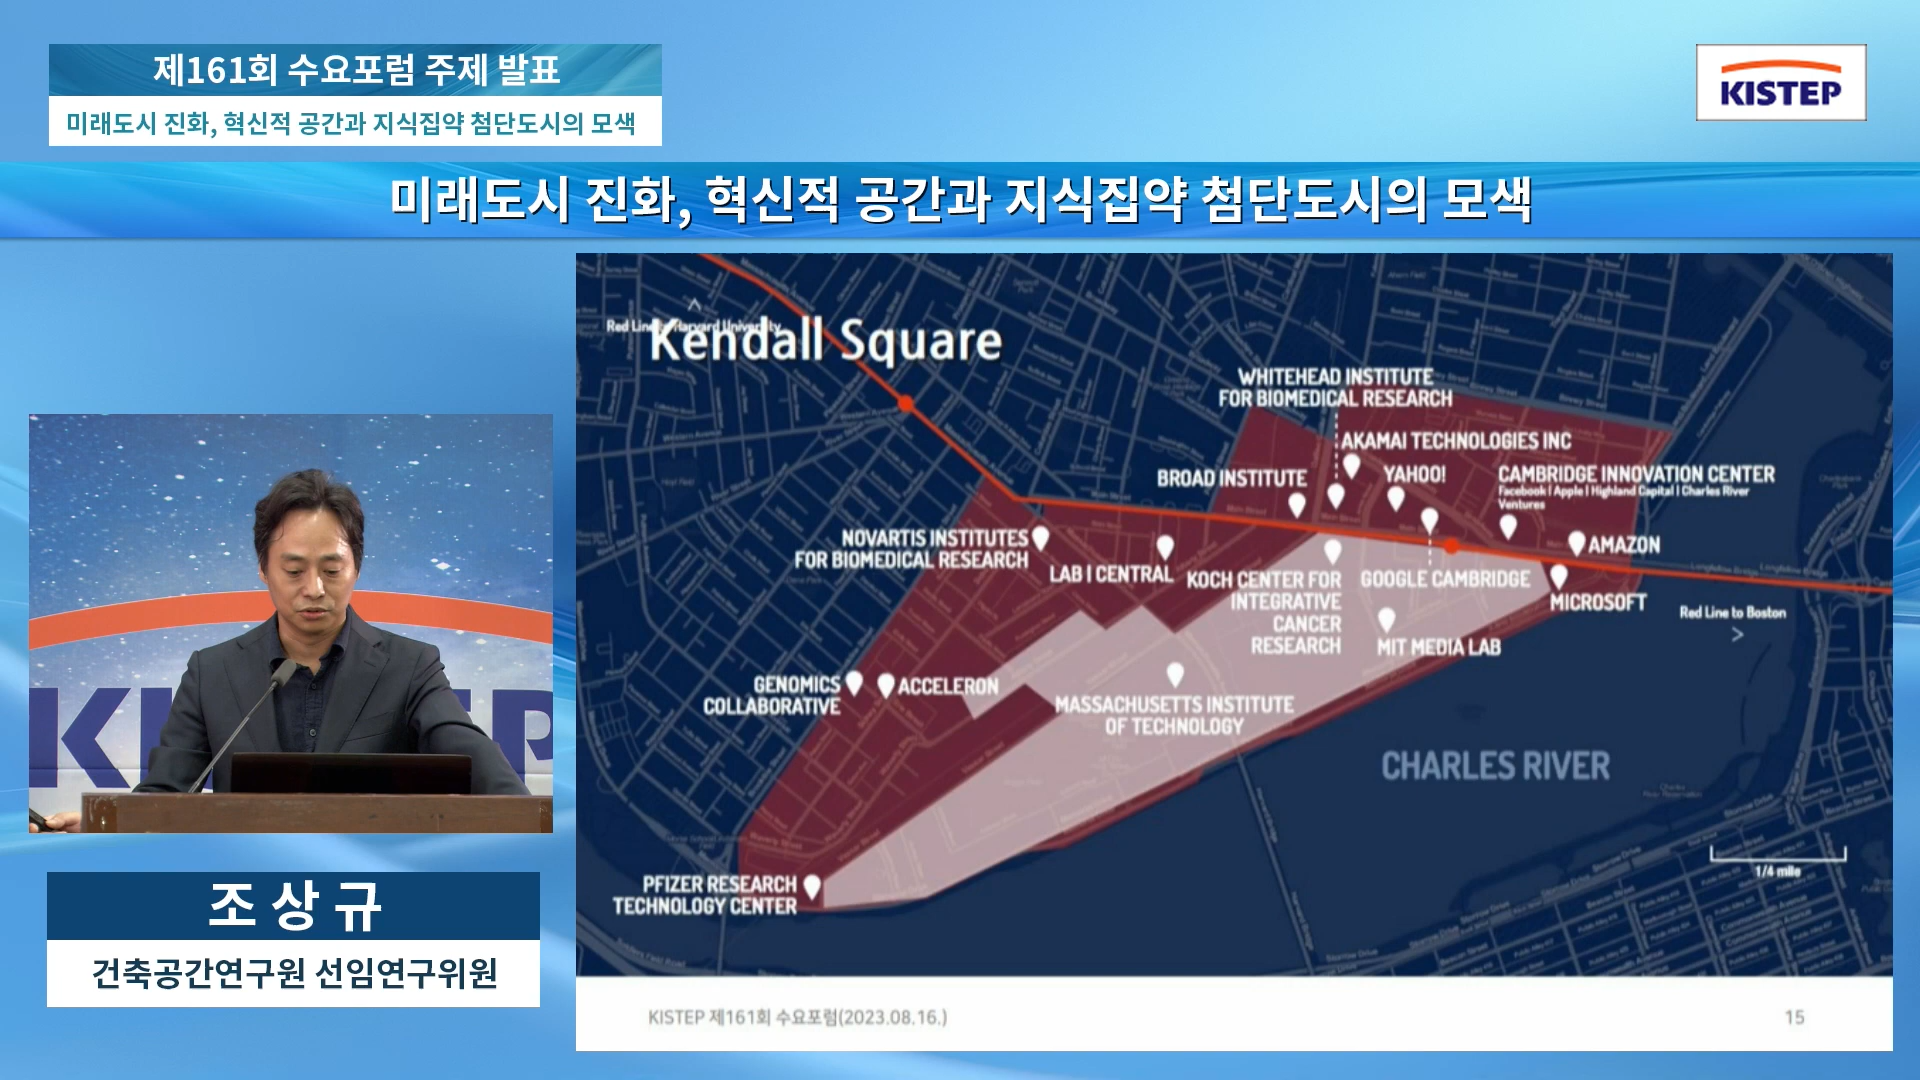 제161회 수요포럼 주제 발표
미래도시 진화, 혁신적 공간과 지식집약 첨단도시의 모색
KISTEP
미래도시 진화, 혁신적 공간과 지식집약 첨단도시의 모색
Red Line to Harvard University
Kendall Square
WHITEHEAD INSTITUTE
FOR BIOMEDICAL RESEARCH
AKAMAI TECHNOLOGIES INC
BROAD INSTITUTE
YAHOO!
CAMBRIDGE INNOVATION CENTER
Facebook | Apple | Highland Capital | Charles River
Ventures
NOVARTIS INSTITUTES
FOR BIOMEDICAL RESEARCH
LAB | CENTRAL
KOCH CENTER FOR
INTEGRATIVE
CANCER
RESEARCH
GOOGLE CAMBRIDGE
AMAZON
MICROSOFT
Red Line to Boston
MIT MEDIA LAB
GENOMICS
COLLABORATIVE
ACCELERON
MASSACHUSETTS INSTITUTE
OF TECHNOLOGY
CHARLES RIVER
1/4 mile
PFIZER RESEARCH
TECHNOLOGY CENTER
KISTEP 제161회 수요포럼(2023.08.16.)
15
조상규
건축공간연구원 선임연구위원